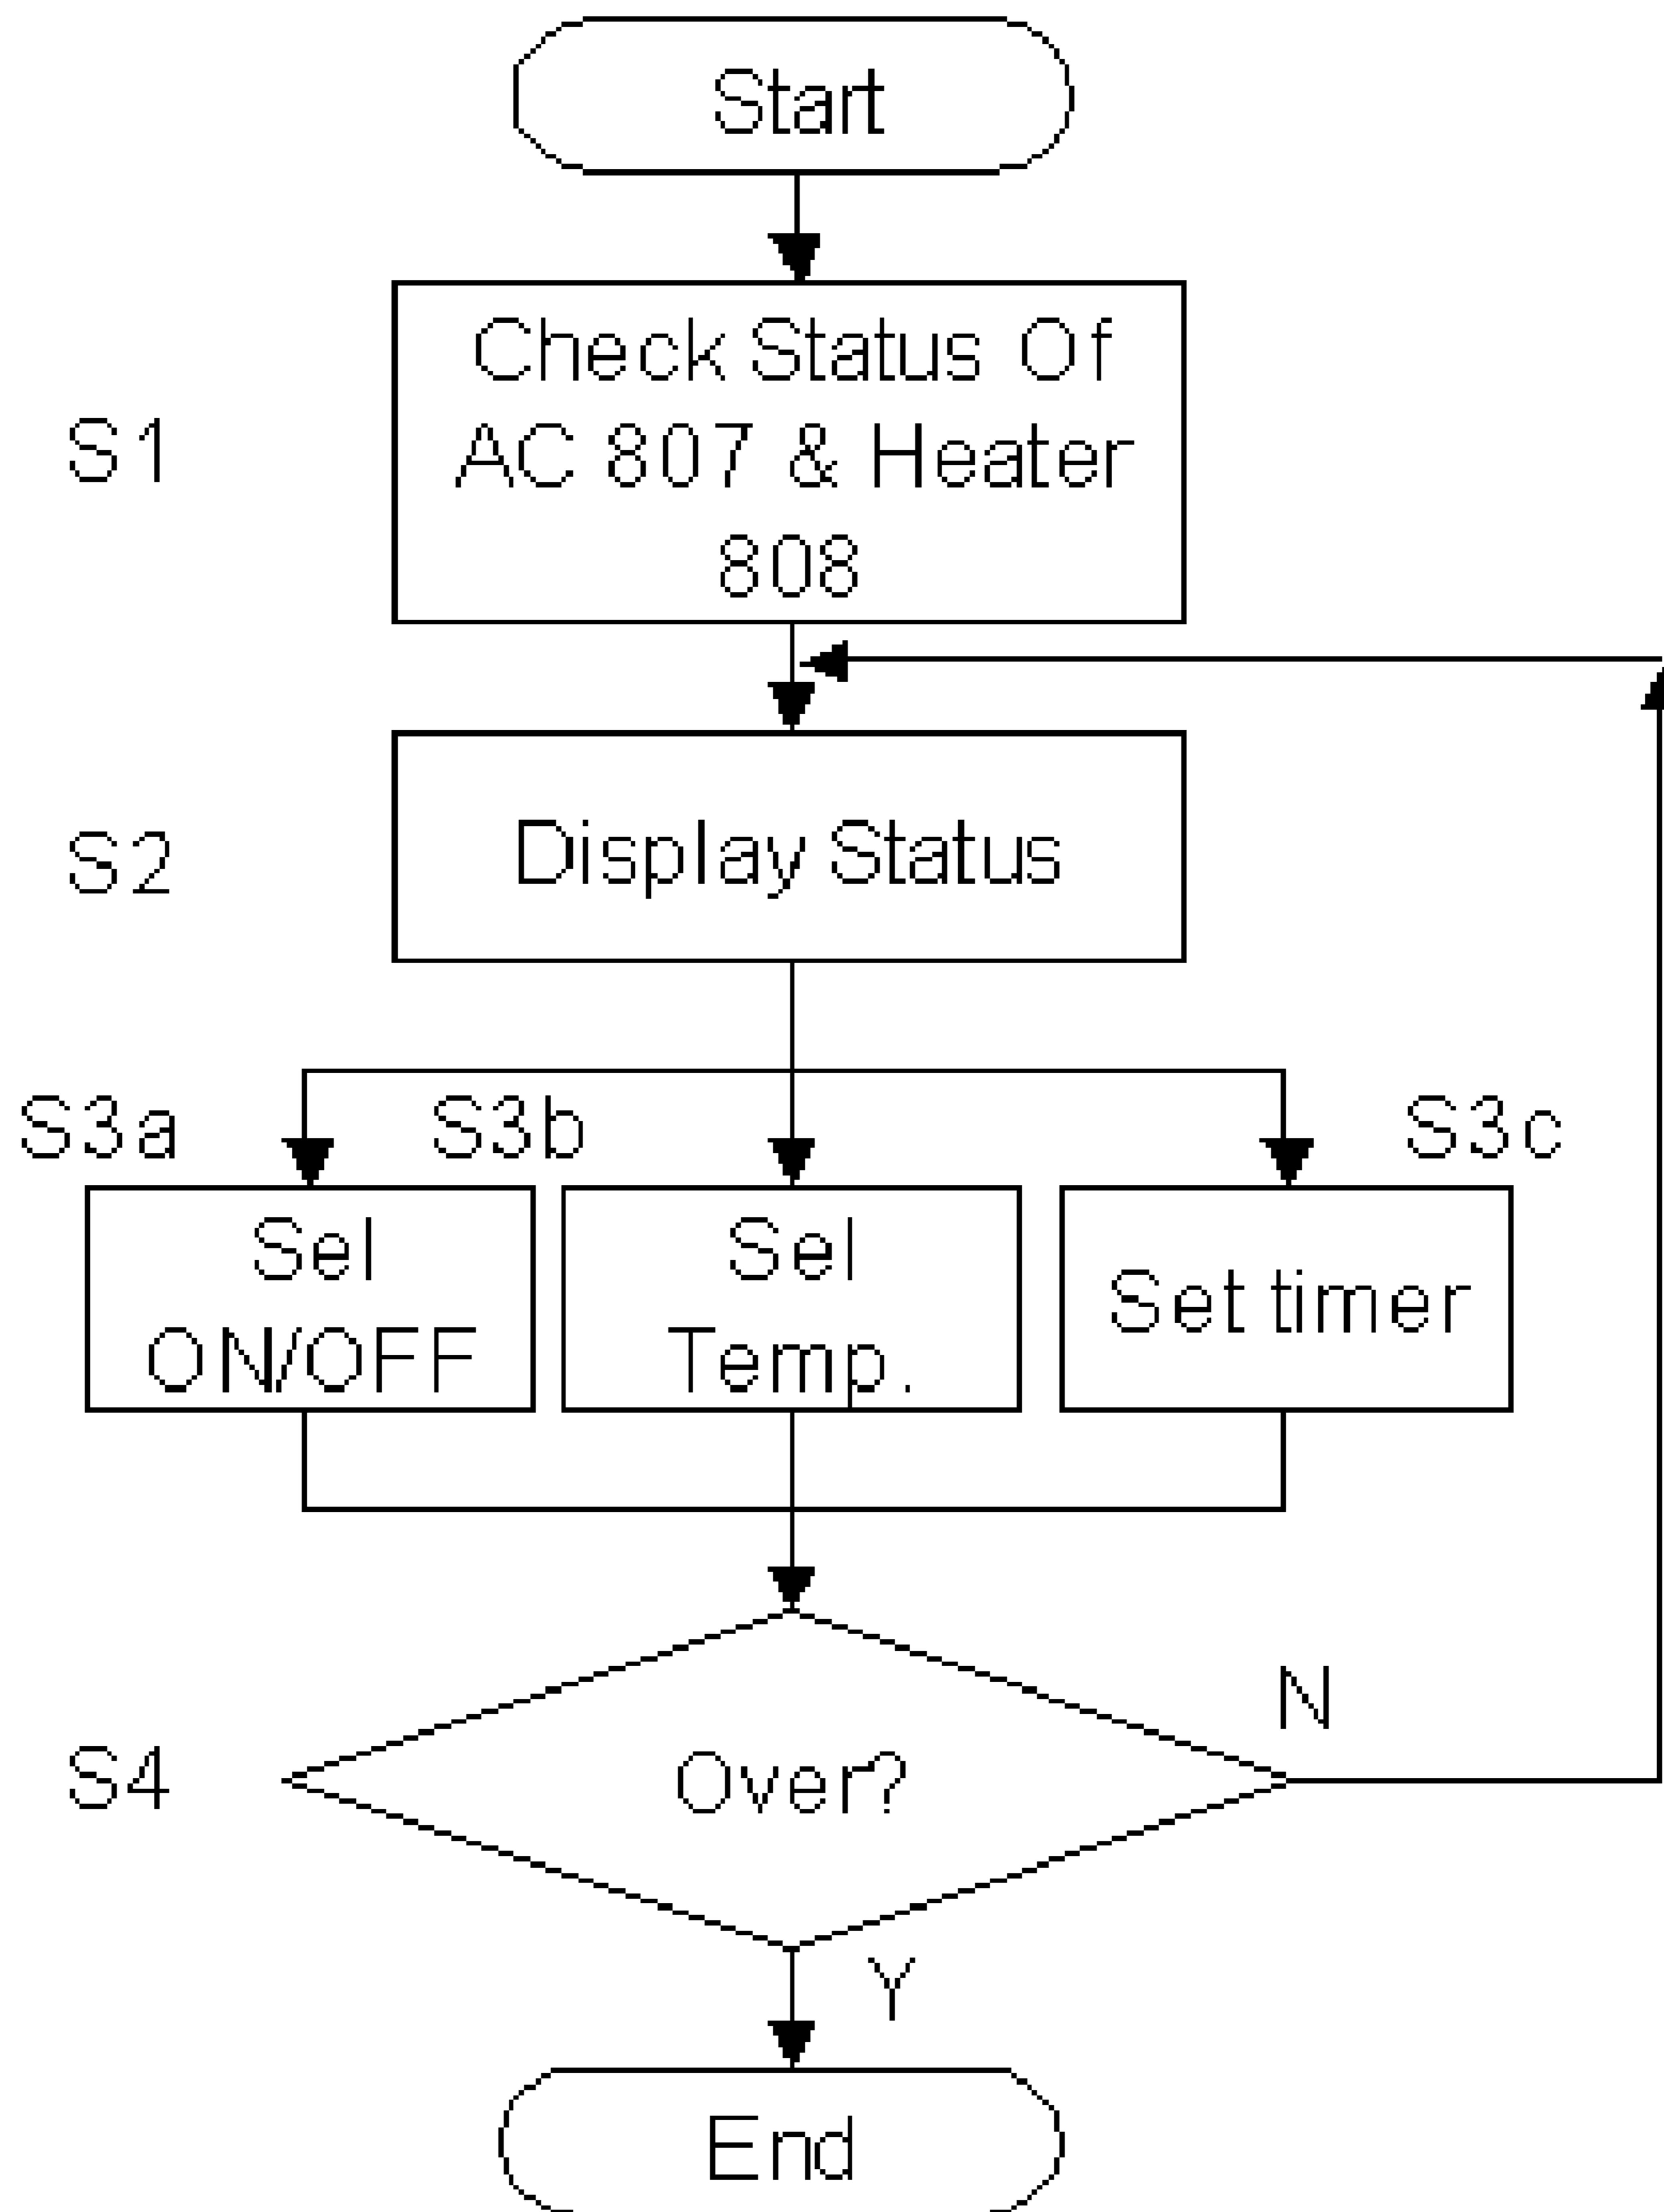 Start
S1
Check Status Of
AC 807 & Heater
808
S2
Display Status
S3a
S3b
S3c
Sel
ON/OFF
Sel
Temp.
Set timer
N
S4
Over?
Y
End